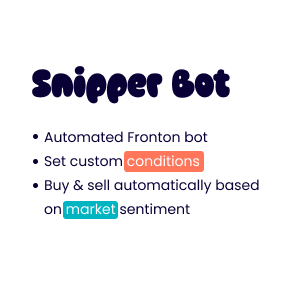 Snipper Bot
• Automated Fronton bot
• Set custom conditions
• Buy & sell automatically based
on market sentiment